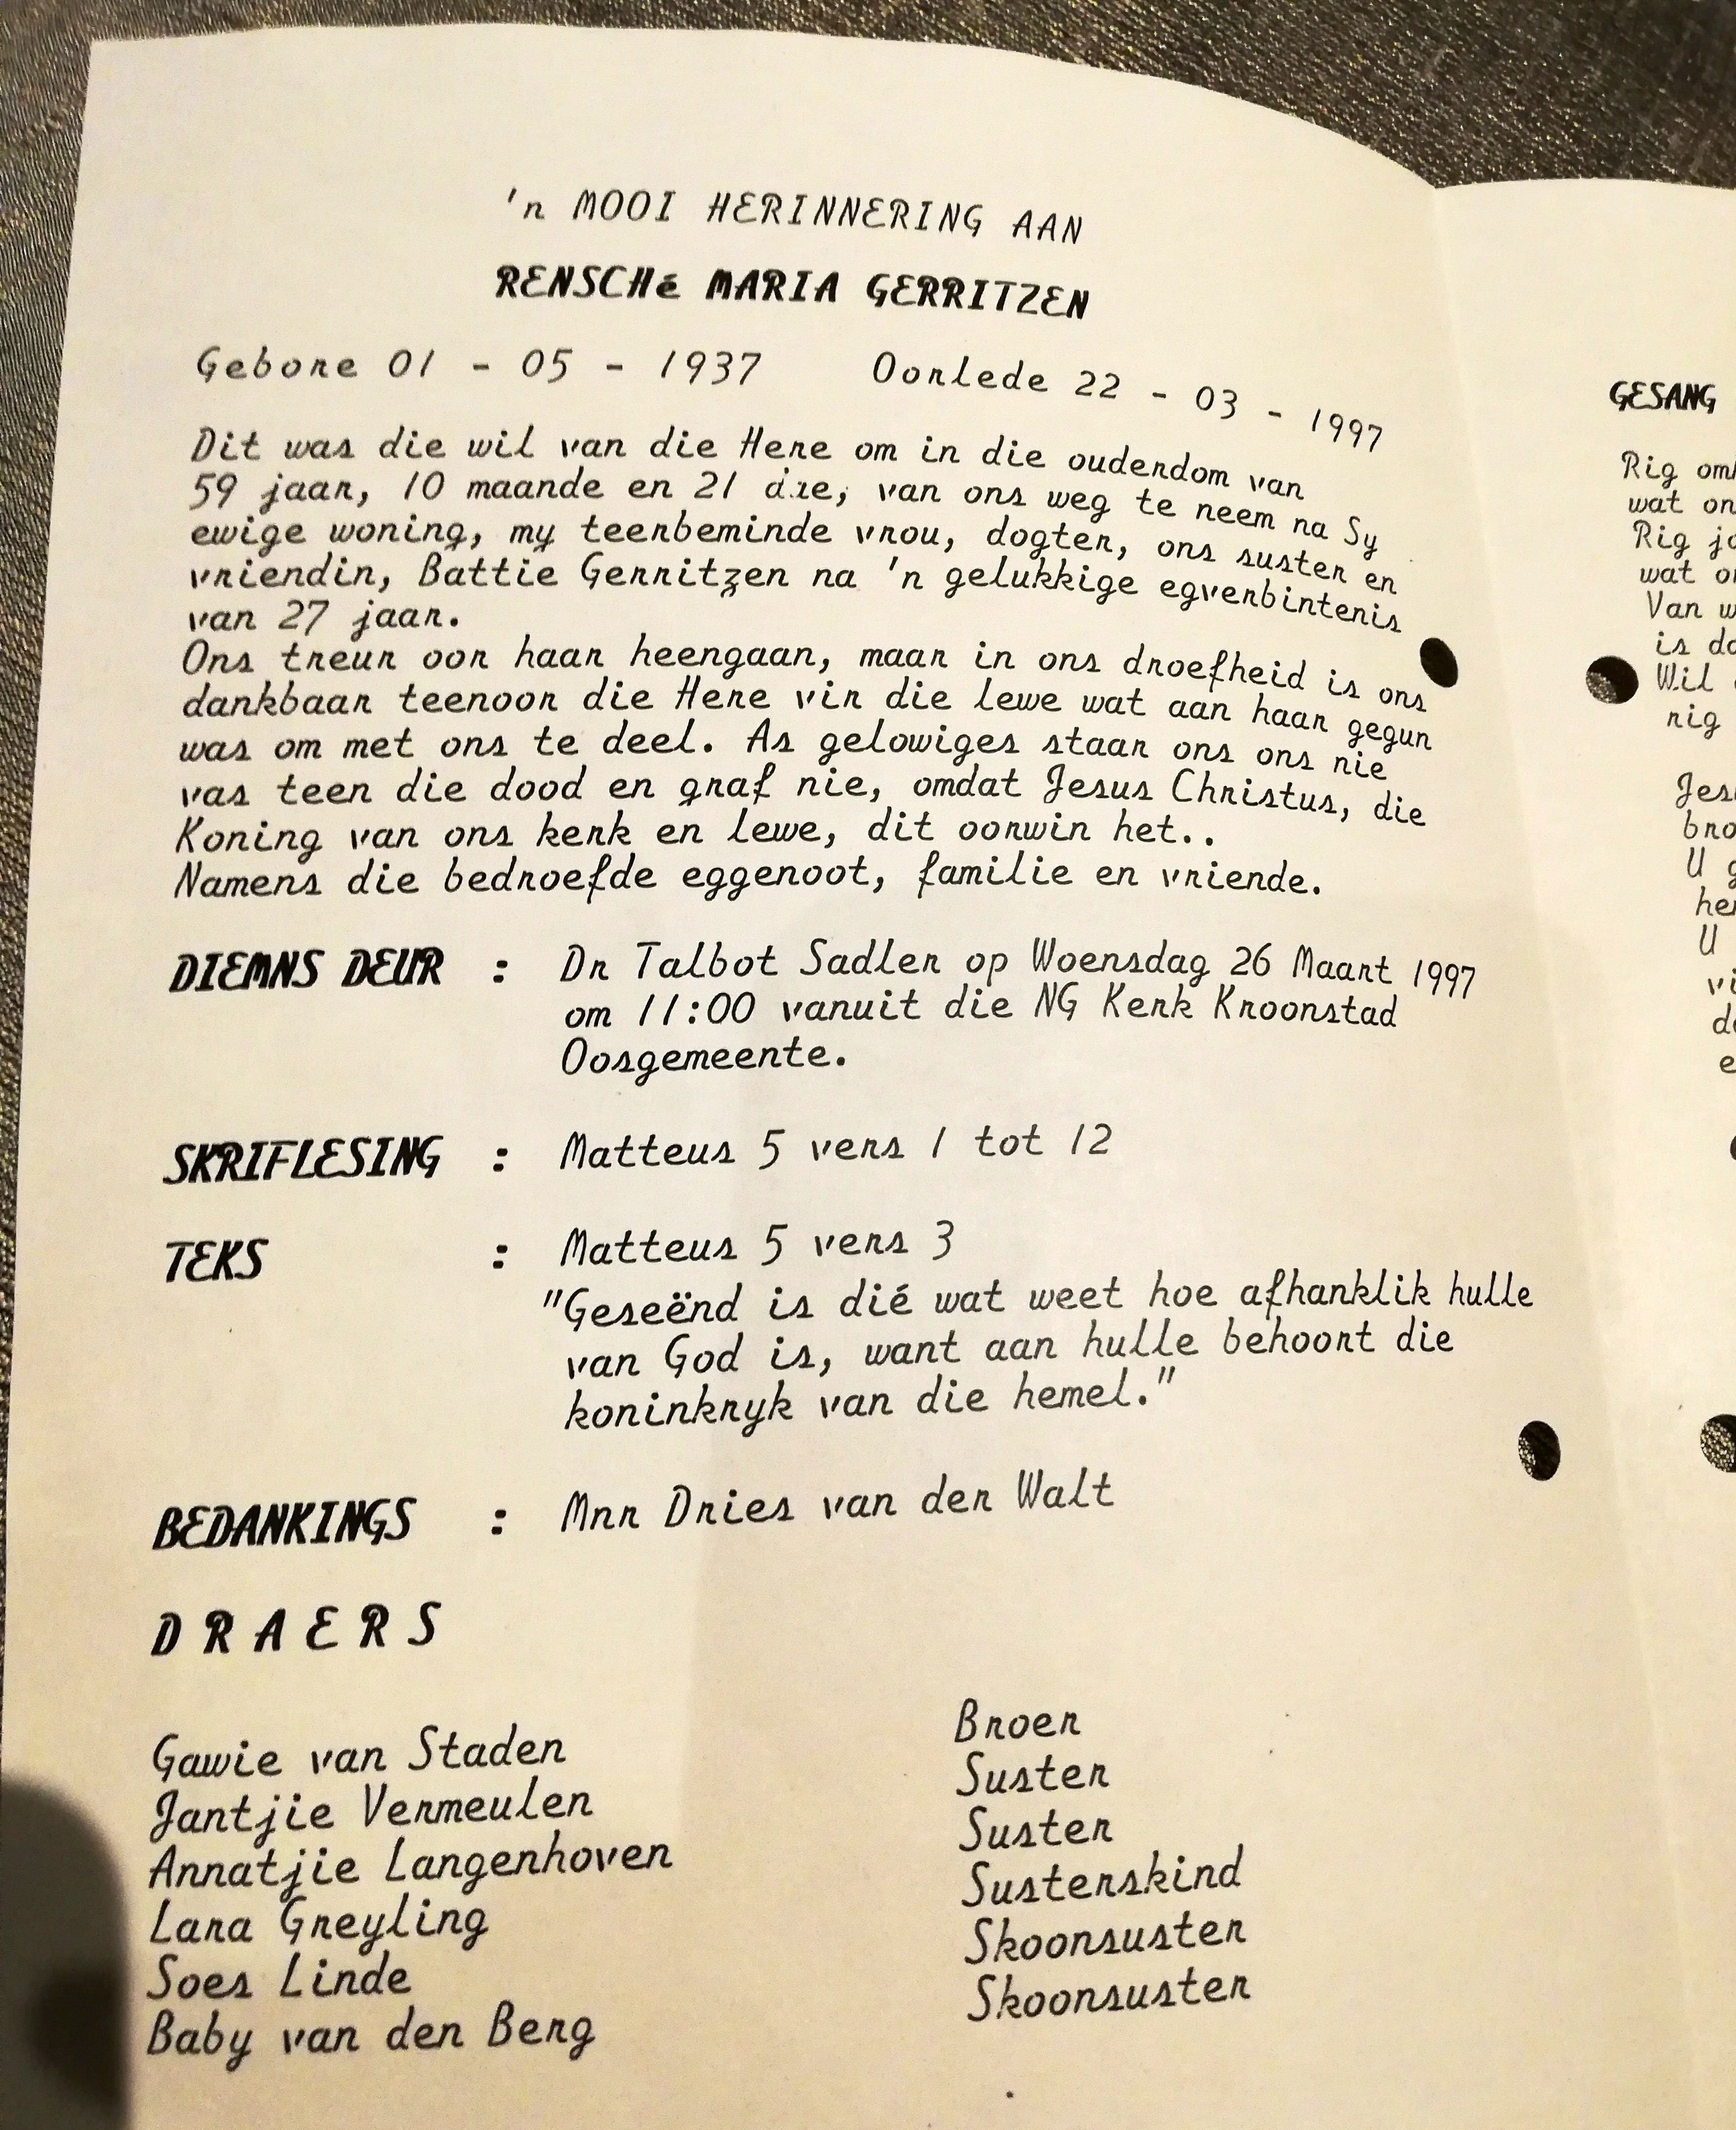 'n MOOI HERINNERING AAN
RENSCHé MARIA GERRITZEN
Gebore 01 - 05 - 1937 Oorlede 22 - 03 - 1997
Dit was die wil van die Here om in die ouderdom van
59 jaar, 10 maande en 21 dae, van ons weg te neem na Sy
ewige woning, my teerbeminde vrou, dogter, ons suster en
vriendin, Battie Gerritzen na 'n gelukkige egverbintenis
van 27 jaar.
Ons treur oor haar heengaan, maar in ons droefheid is ons
dankbaar teenoor die Here vir die lewe wat aan haar gegun
was om met ons te deel. As gelowiges staar ons ons nie
vas teen die dood en graf nie, omdat Jesus Christus, die
Koning van ons kerk en lewe, dit oorwin het..
Namens die bedroefde eggenoot, familie en vriende.
DIEMNS DEUR : Dr Talbot Sadler op Woensdag 26 Maart 1997
om 11:00 vanuit die NG Kerk Kroonstad
Oosgemeente.
SKRIFLESING : Matteus 5 vers 1 tot 12
TEKS : Matteus 5 vers 3
"Geseënd is dié wat weet hoe afhanklik hulle
van God is, want aan hulle behoort die
koninkryk van die hemel."
BEDANKINGS : Mnr Dries van der Walt
DRAERS
Gawie van Staden Broer
Jantjie Vermeulen Suster
Annatjie Langenhoven Suster
Lara Greyling Susterskind
Soes Linde Skoonsuster
Baby van den Berg Skoonsuster
GESANG
Rig
wat
Rig
wat
Van
is
Wil
rig
U
U